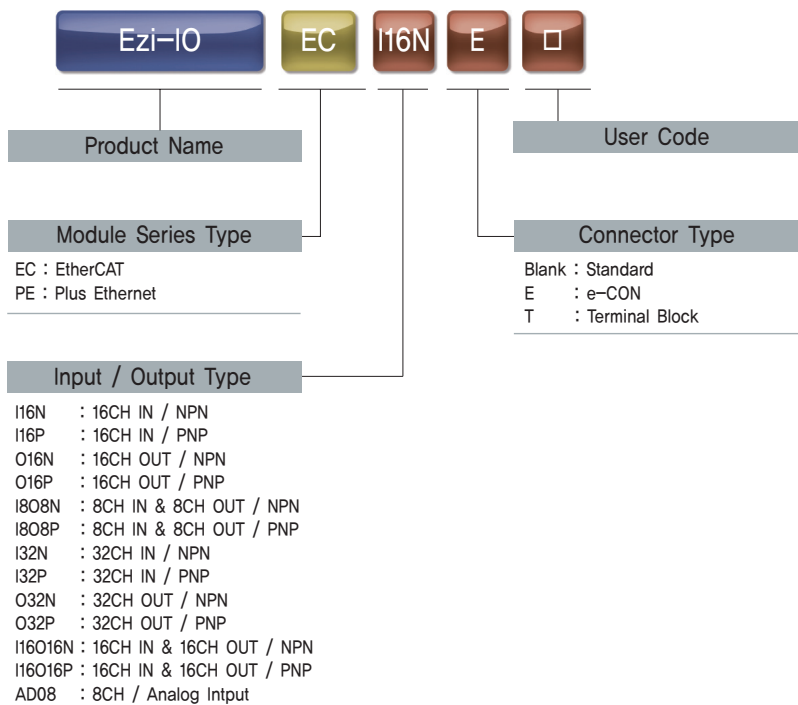 Ezi-IO EC I16N E □
Product Name
User Code
Module Series Type
EC : EtherCAT
PE : Plus Ethernet
Connector Type
Blank : Standard
E : e-CON
T : Terminal Block
Input / Output Type
I16N : 16CH IN / NPN
I16P : 16CH IN / PNP
O16N : 16CH OUT / NPN
O16P : 16CH OUT / PNP
I8O8N : 8CH IN & 8CH OUT / NPN
I8O8P : 8CH IN & 8CH OUT / PNP
I32N : 32CH IN / NPN
I32P : 32CH IN / PNP
O32N : 32CH OUT / NPN
O32P : 32CH OUT / PNP
I16O16N : 16CH IN & 16CH OUT / NPN
I16O16P : 16CH IN & 16CH OUT / PNP
AD08 : 8CH / Analog Intput